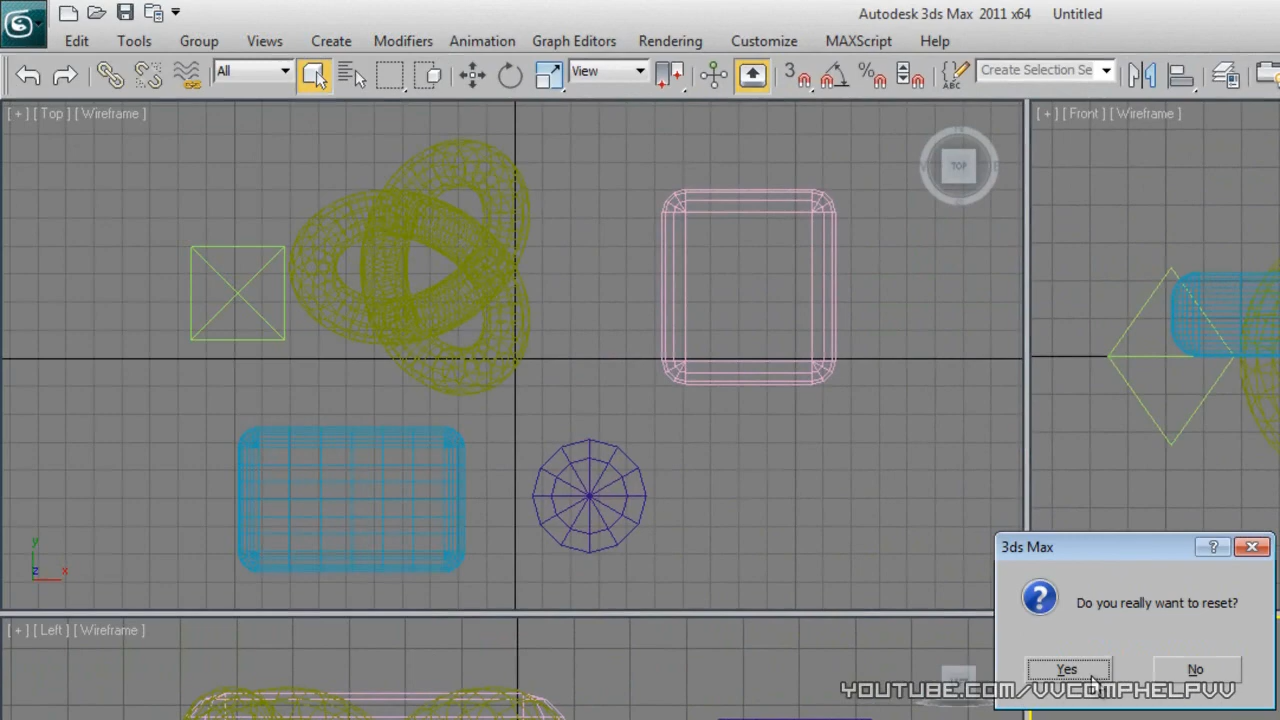 Autodesk 3ds Max 2011 x64 Untitled
Edit Tools Group Views Create Modifiers Animation Graph Editors Rendering Customize MAXScript Help
All View 3 ABC Create Selection Se
[ + ] [ Top ] [ Wireframe ]
[ + ] [ Front ] [ Wireframe ]
TOP
y
z x
3ds Max
Do you really want to reset?
Yes No
[ + ] [ Left ] [ Wireframe ]
YOUTUBE.COM/VVCOMPHELPVV